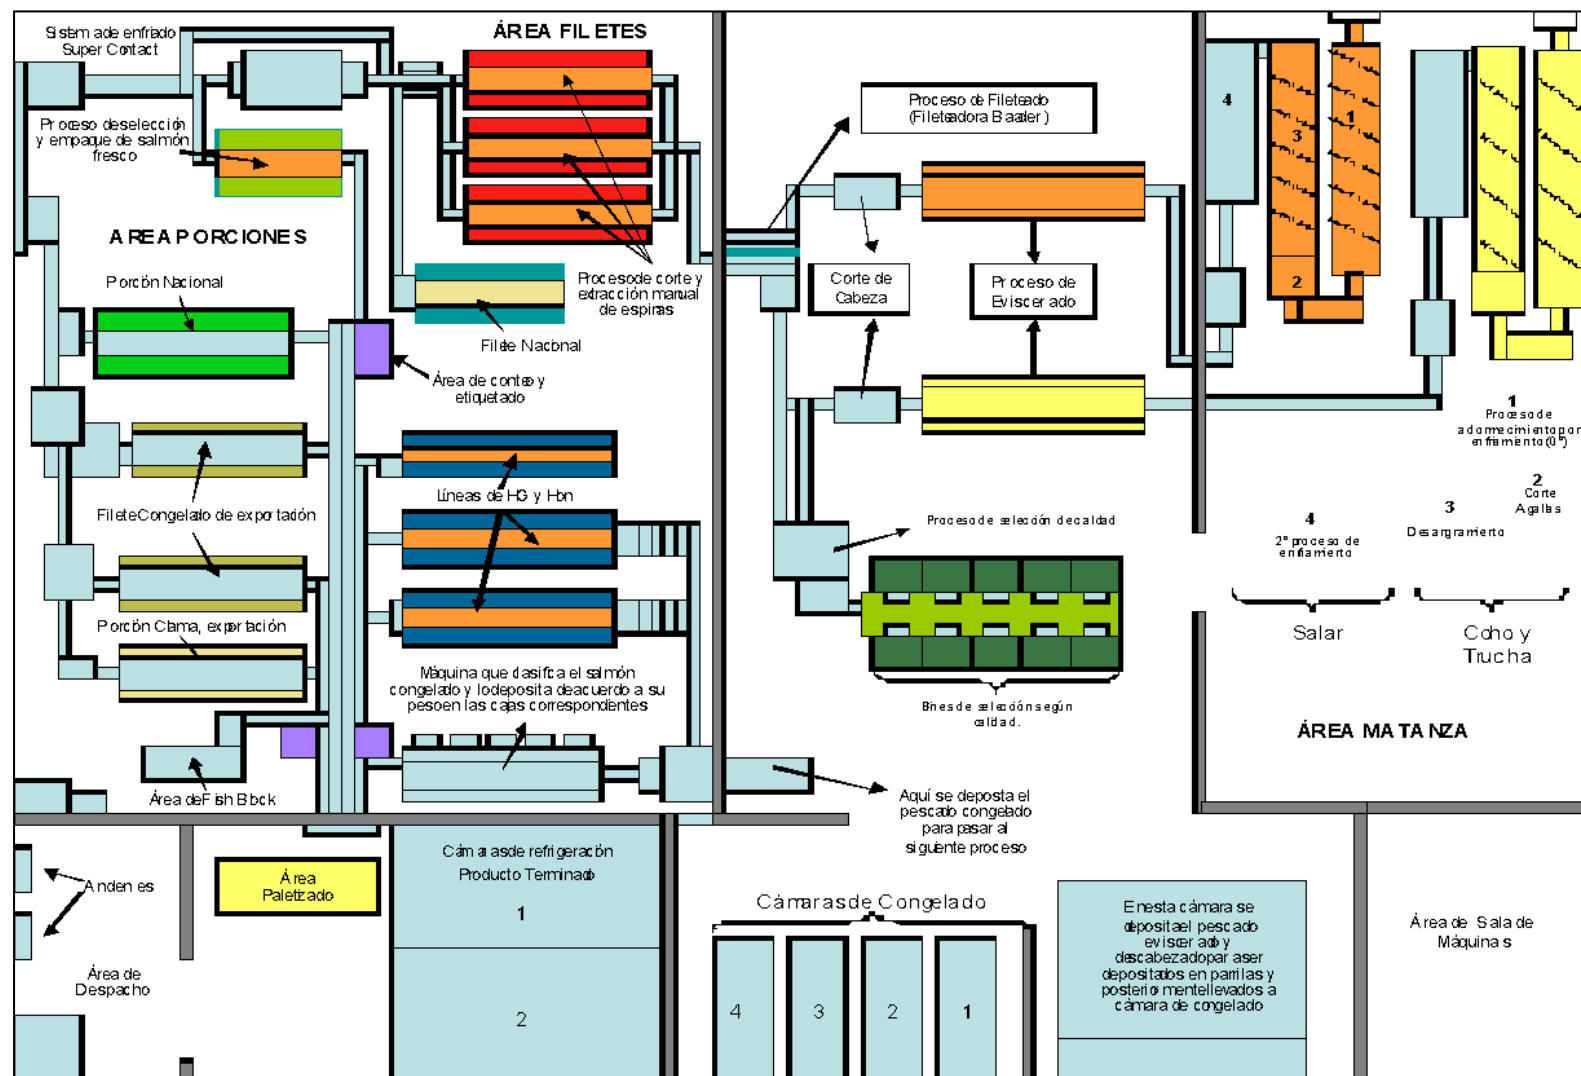 Sistema de enfriado
Super Contact
ÁREA FILETES
Proceso de selección
y empaque de salmón
fresco
AREA PORCIONES
Porción Nacional
Proceso de corte y
extracción manual
de espinas
Filete Nacional
Área de conteo y
etiquetado
Filete Congelado de exportación
Líneas de HG y Hon
Porción Clama, exportación
Máquina que clasifica el salmón
congelado y lo deposita de acuerdo a su
peso en las cajas correspondientes
Área de Fish Block
Proceso de Fileteado
(Fileteadora Baader)
Corte de
Cabeza
Proceso de
Eviscerado
Proceso de selección de calidad
Bines de selección según
calidad.
Aquí se deposita el
pescado congelado
para pasar al
siguiente proceso
4
3
1
2
1
Proceso de
adormecimiento por
enfriamiento (0º)
2
Corte
Agallas
3
Desangramiento
4
2º proceso de
enfriamiento
Salar
Coho y
Trucha
ÁREA MATANZA
Andenes
Área
Paletizado
Área de
Despacho
Cámaras de refrigeración
Producto Terminado
1
2
Cámaras de Congelado
4
3
2
1
En esta cámara se
deposita el pescado
eviscerado y
descabezado para ser
depositados en parrillas y
posteriormente llevados a
cámara de congelado
Área de Sala de
Máquinas